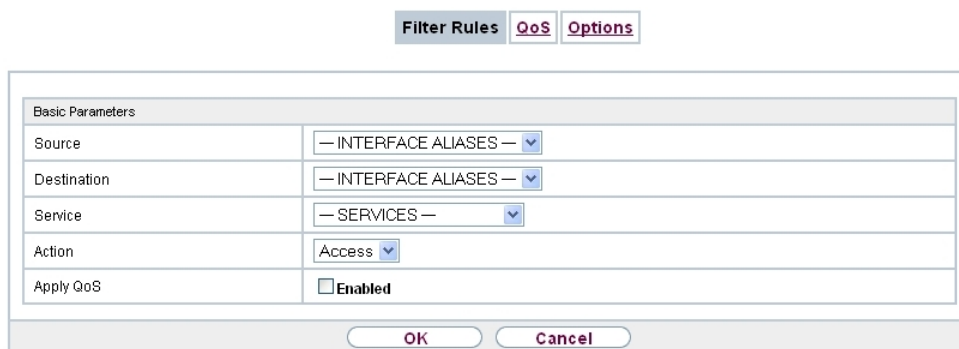 Filter Rules QoS Options
Basic Parameters
Source — INTERFACE ALIASES —
Destination — INTERFACE ALIASES —
Service — SERVICES —
Action Access
Apply QoS Enabled
OK Cancel